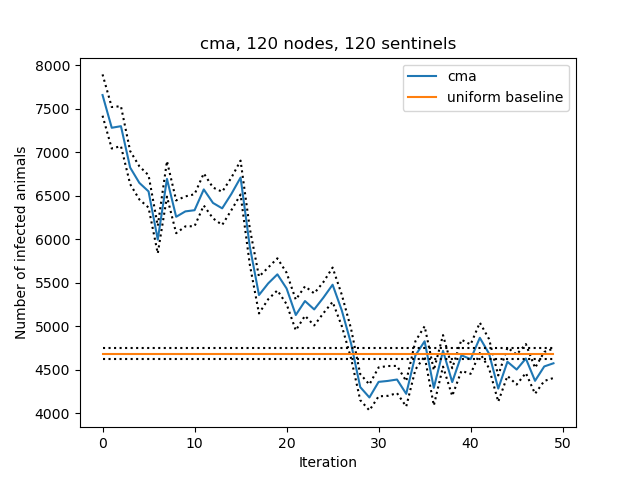 cma, 120 nodes, 120 sentinels
cma
uniform baseline
8000
7500
7000
6500
6000
5500
5000
4500
4000
Number of infected animals
0 10 20 30 40 50
Iteration